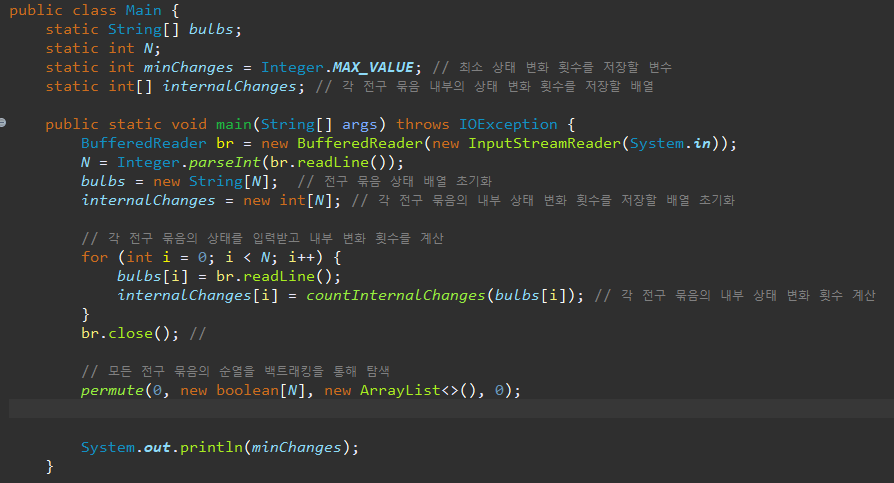 public class Main {
static String[] bulbs;
static int N;
static int minChanges = Integer.MAX_VALUE; // 최소 상태 변화 횟수를 저장할 변수
static int[] internalChanges; // 각 전구 묶음 내부의 상태 변화 횟수를 저장할 배열
public static void main(String[] args) throws IOException {
BufferedReader br = new BufferedReader(new InputStreamReader(System.in));
N = Integer.parseInt(br.readLine());
bulbs = new String[N];  // 전구 묶음 상태 배열 초기화
internalChanges = new int[N]; // 각 전구 묶음의 내부 상태 변화 횟수를 저장할 배열 초기화
// 각 전구 묶음의 상태를 입력받고 내부 변화 횟수를 계산
for (int i = 0; i < N; i++) {
bulbs[i] = br.readLine();
internalChanges[i] = countInternalChanges(bulbs[i]); // 각 전구 묶음의 내부 상태 변화 횟수 계산
}
br.close(); //
// 모든 전구 묶음의 순열을 백트래킹을 통해 탐색
permute(0, new boolean[N], new ArrayList<>(), 0);
System.out.println(minChanges);
}